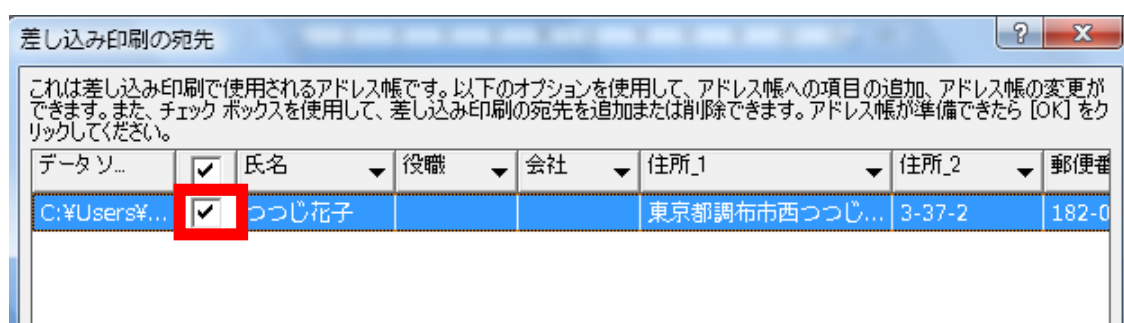 差し込み印刷の宛先
これは差し込み印刷で使用されるアドレス帳です。以下のオプションを使用して、アドレス帳への項目の追加、アドレス帳の変更が
できます。また、チェック ボックスを使用して、差し込み印刷の宛先を追加または削除できます。アドレス帳が準備できたら [OK] をク
リックしてください。
データ ソ... 氏名 役職 会社 住所_1 住所_2 郵便番
C:¥Users¥... つつじ花子 東京都調布市西つつじ... 3-37-2 182-0